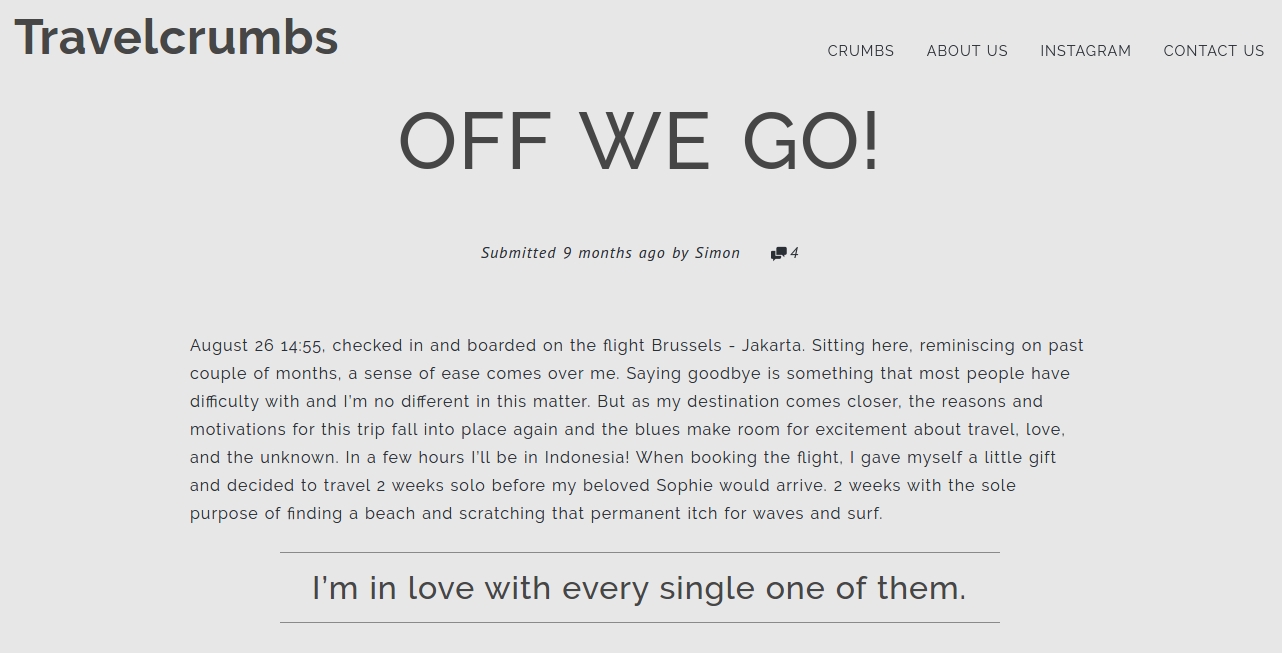 Travelcrumbs
CRUMBS ABOUT US INSTAGRAM CONTACT US
OFF WE GO!
Submitted 9 months ago by Simon 4
August 26 14:55, checked in and boarded on the flight Brussels - Jakarta. Sitting here, reminiscing on past
couple of months, a sense of ease comes over me. Saying goodbye is something that most people have
difficulty with and I’m no different in this matter. But as my destination comes closer, the reasons and
motivations for this trip fall into place again and the blues make room for excitement about travel, love,
and the unknown. In a few hours I’ll be in Indonesia! When booking the flight, I gave myself a little gift
and decided to travel 2 weeks solo before my beloved Sophie would arrive. 2 weeks with the sole
purpose of finding a beach and scratching that permanent itch for waves and surf.
I’m in love with every single one of them.